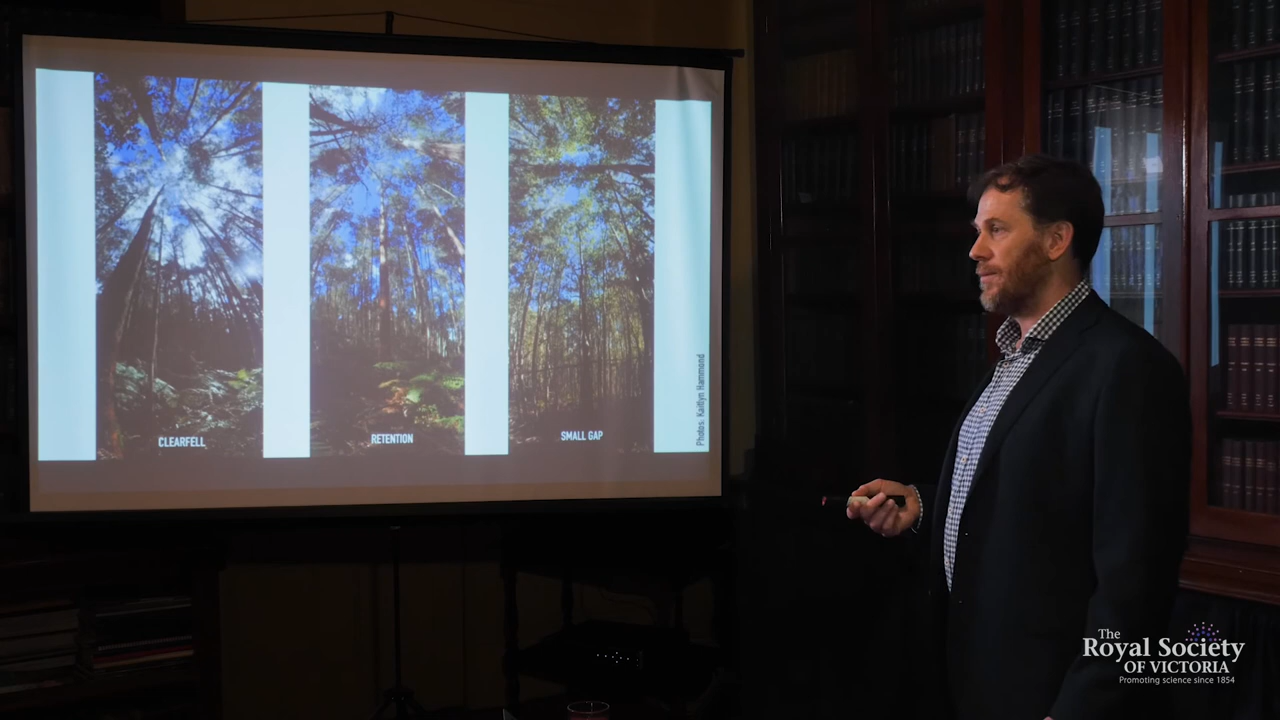 CLEARFELL
RETENTION
SMALL GAP
Photos: Kaitlyn Hammond
The
Royal Society
OF VICTORIA
Promoting science since 1854